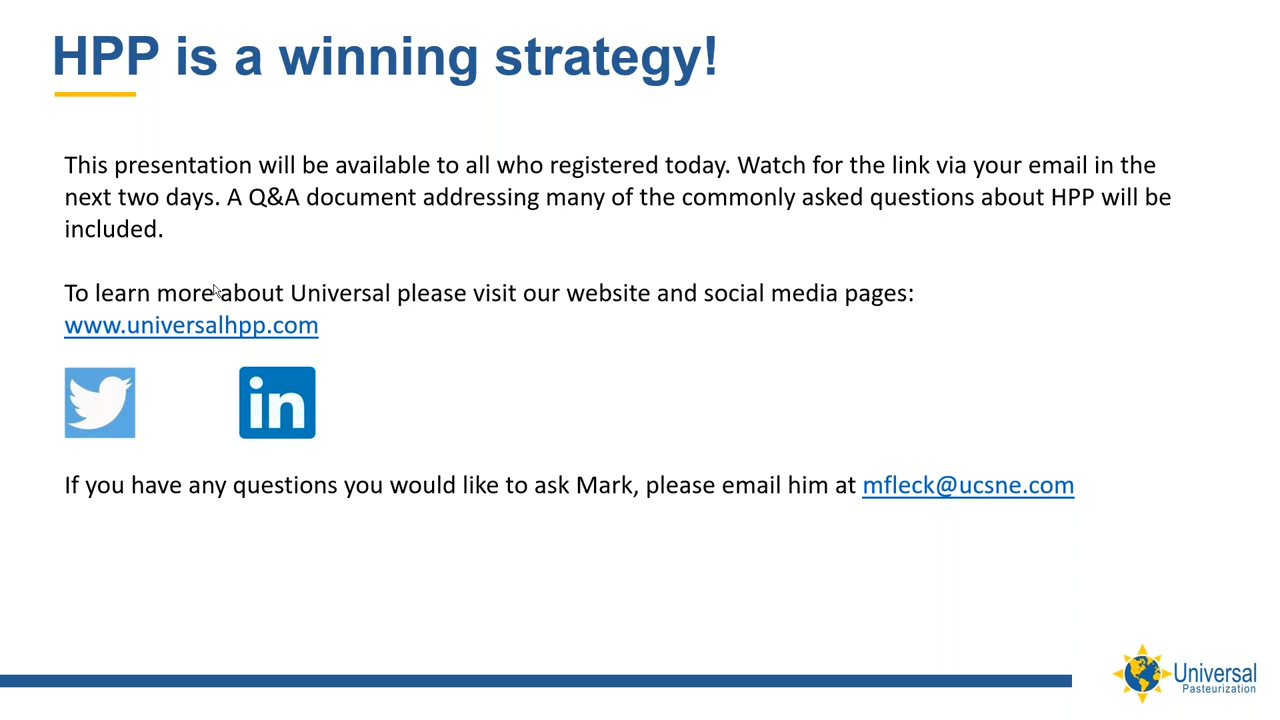 HPP is a winning strategy!
This presentation will be available to all who registered today. Watch for the link via your email in the
next two days. A Q&A document addressing many of the commonly asked questions about HPP will be
included.
To learn more about Universal please visit our website and social media pages:
www.universalhpp.com
in
If you have any questions you would like to ask Mark, please email him at mfleck@ucsne.com
Universal
Pasteurization